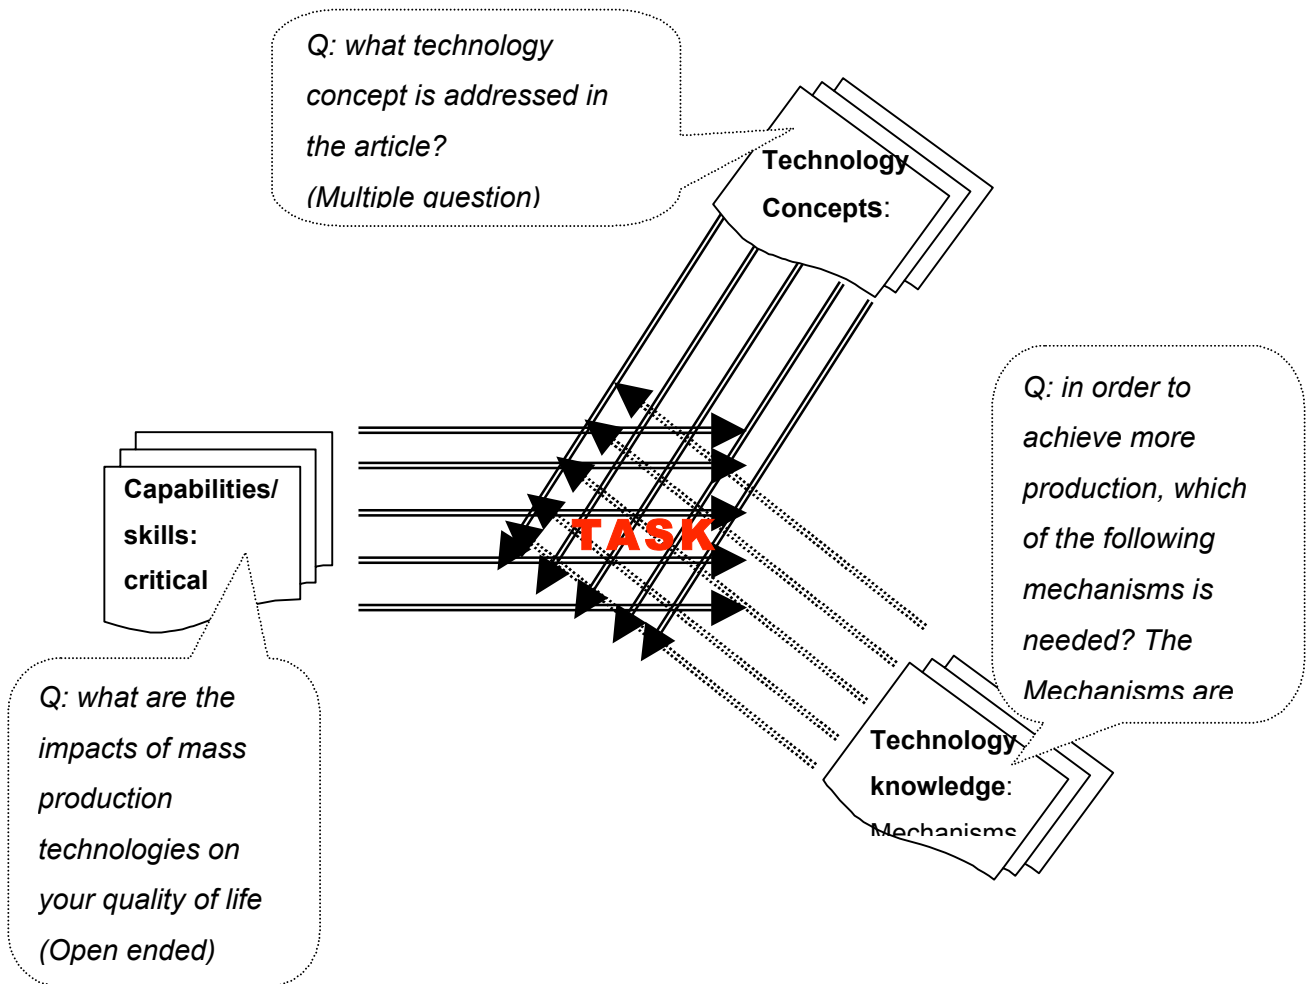 Q: what technology
concept is addressed in
the article?
(Multiple question)
Technology
Concepts:
Q: in order to
achieve more
production, which
of the following
mechanisms is
needed? The
Mechanisms are
Capabilities/
skills:
critical
TASK
Q: what are the
impacts of mass
production
technologies on
your quality of life
(Open ended)
Technology
knowledge:
Mechanisms